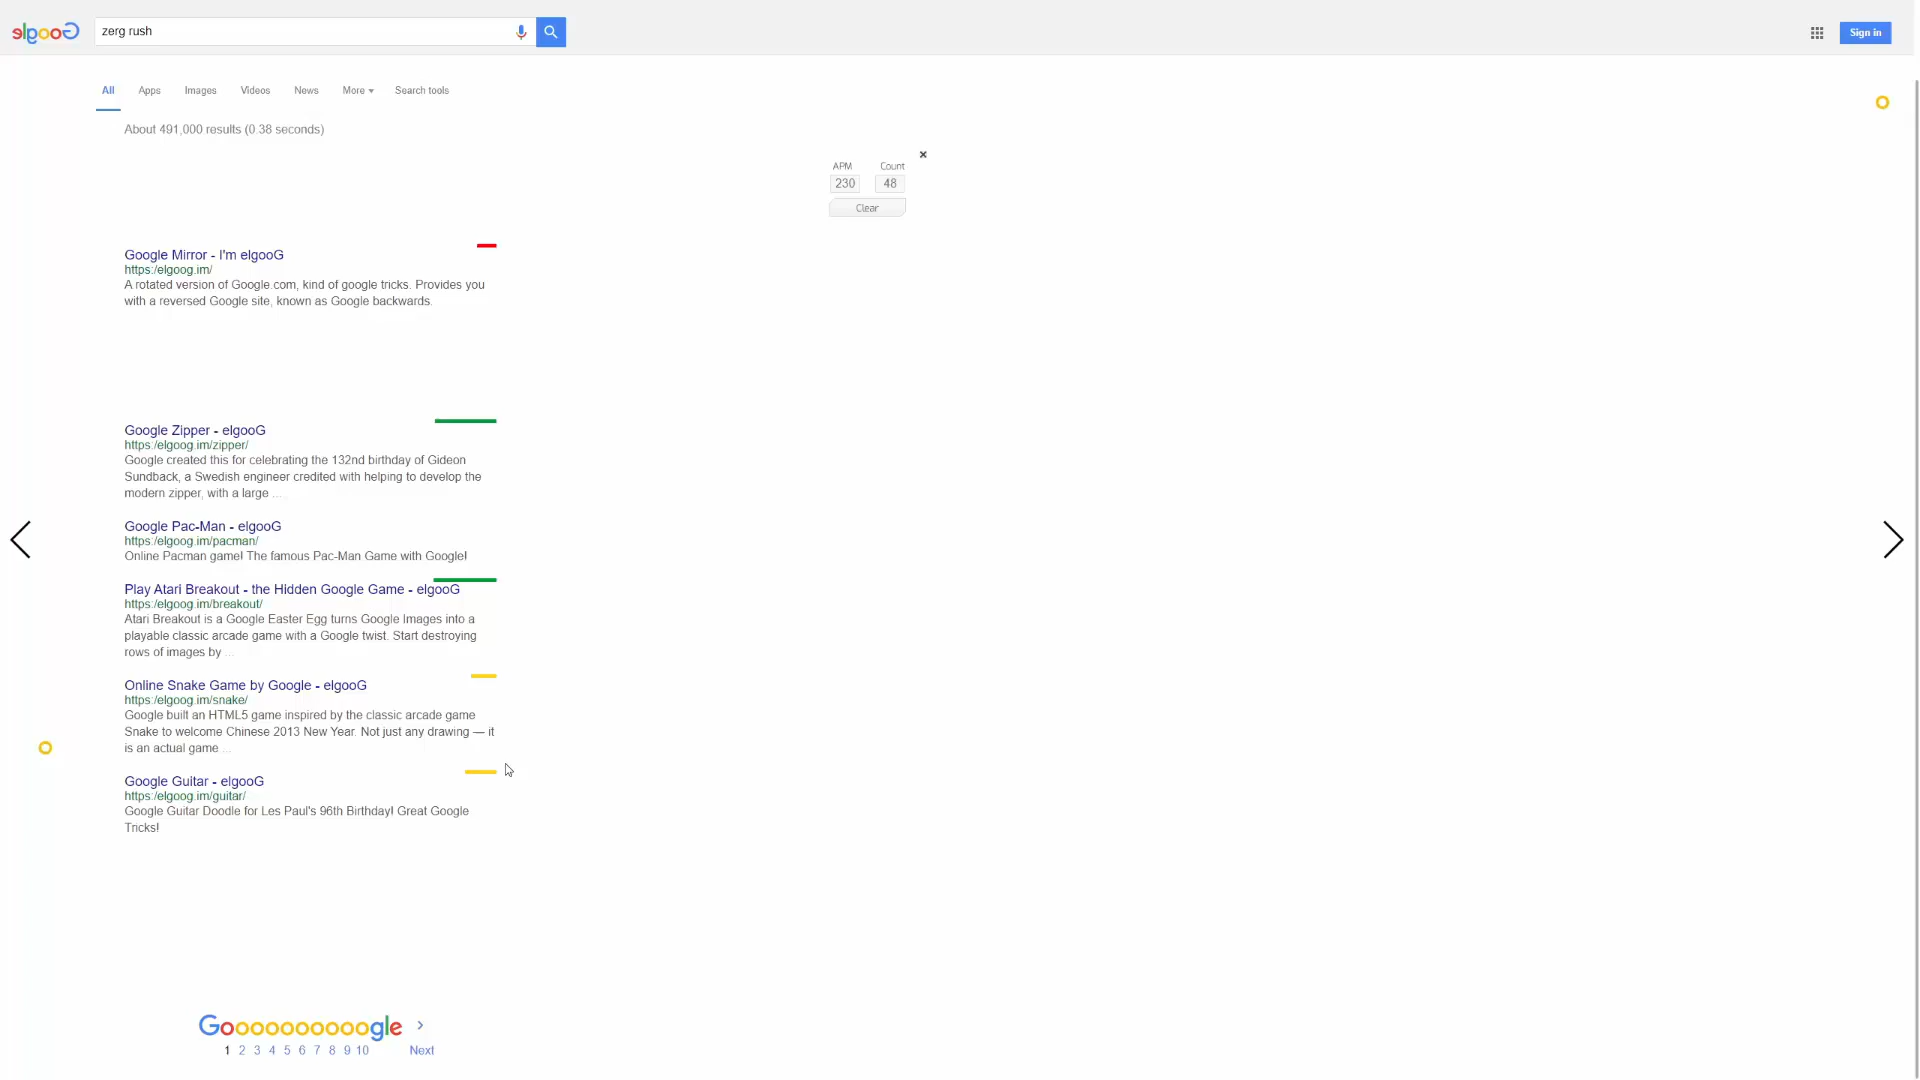 elgooG
zerg rush
Sign in
All Apps Images Videos News More Search tools
About 491,000 results (0.38 seconds)
APM Count
230 48
Clear
Google Mirror - I'm elgooG
https:/elgoog.im/
A rotated version of Google.com, kind of google tricks. Provides you
with a reversed Google site, known as Google backwards.
Google Zipper - elgooG
https:/elgoog.im/zipper/
Google created this for celebrating the 132nd birthday of Gideon
Sundback, a Swedish engineer credited with helping to develop the
modern zipper, with a large ...
Google Pac-Man - elgooG
https:/elgoog.im/pacman/
Online Pacman game! The famous Pac-Man Game with Google!
Play Atari Breakout - the Hidden Google Game - elgooG
https:/elgoog.im/breakout/
Atari Breakout is a Google Easter Egg turns Google Images into a
playable classic arcade game with a Google twist. Start destroying
rows of images by ...
Online Snake Game by Google - elgooG
https:/elgoog.im/snake/
Google built an HTML5 game inspired by the classic arcade game
Snake to welcome Chinese 2013 New Year. Not just any drawing — it
is an actual game ...
Google Guitar - elgooG
https:/elgoog.im/guitar/
Google Guitar Doodle for Les Paul's 96th Birthday! Great Google
Tricks!
Goooooooooogle
1 2 3 4 5 6 7 8 9 10 Next